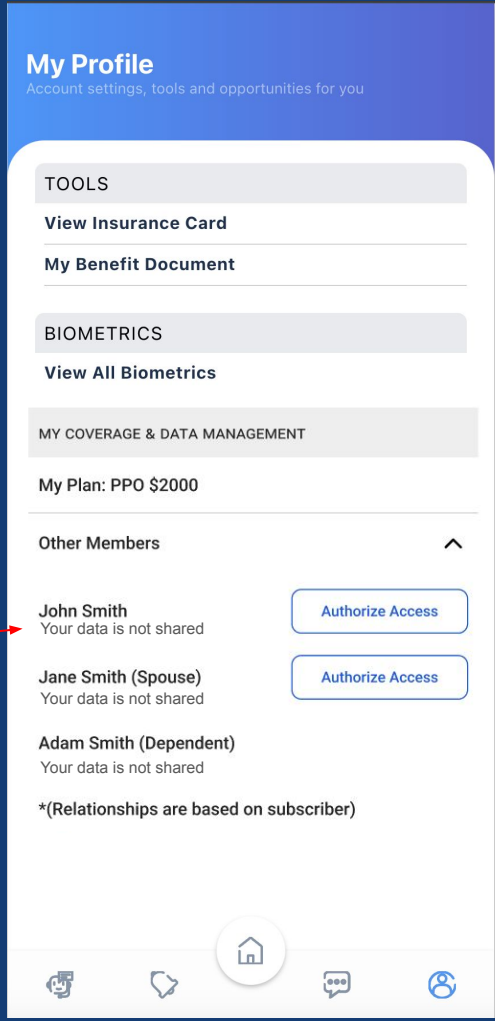 My Profile
Account settings, tools and opportunities for you
TOOLS
View Insurance Card
My Benefit Document
BIOMETRICS
View All Biometrics
MY COVERAGE & DATA MANAGEMENT
My Plan: PPO $2000
Other Members
John Smith
Your data is not shared
Authorize Access
Jane Smith (Spouse)
Your data is not shared
Authorize Access
Adam Smith (Dependent)
Your data is not shared
*(Relationships are based on subscriber)